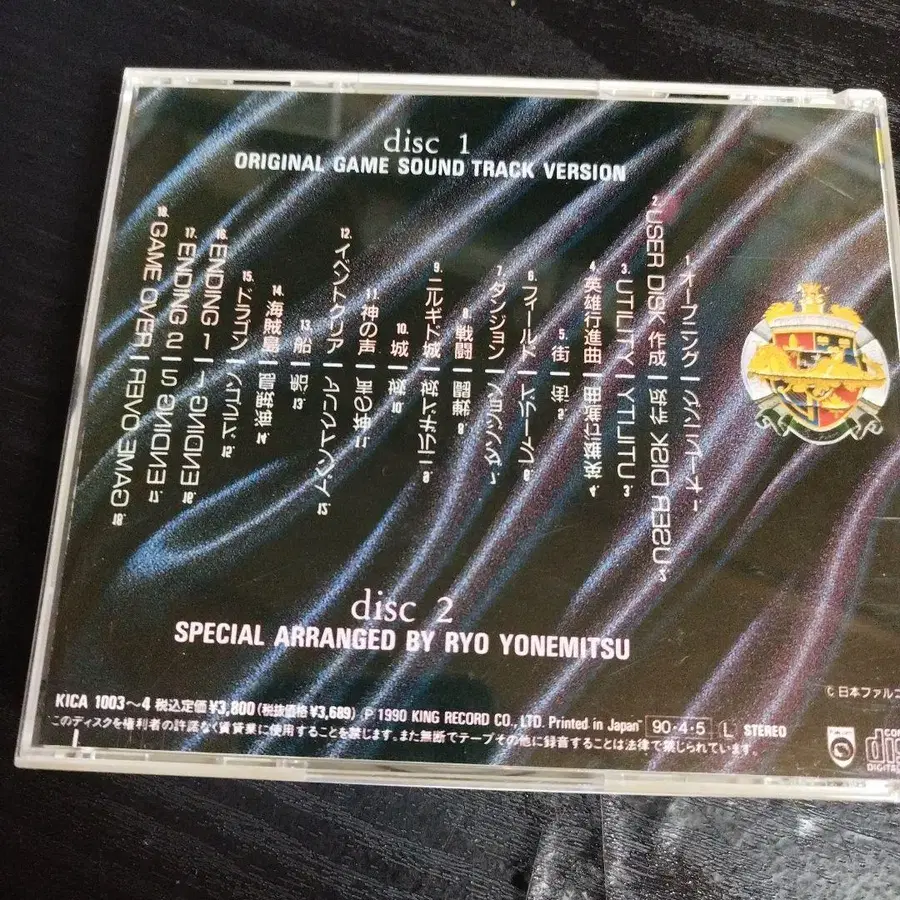 disc 1
ORIGINAL GAME SOUND TRACK VERSION
1. オープニング
2. USER DISK 作成
3. UTILITY
4. 英雄行進曲
5. 街
6. フィールド
7. ダンジョン
8. 戦闘
9. ニルギド城
10. 城
11. 神の声
12. イベントクリア
13. 船
14. 海賊島
15. ドラゴン
16. ENDING 1
17. ENDING 2
18. GAME OVER
disc 2
SPECIAL ARRANGED BY RYO YONEMITSU
© 日本ファルコ
KICA 1003〜4 税込定価¥3,800(税抜価格¥3,689) Ⓟ 1990 KING RECORD CO., LTD. Printed in Japan 90・4・5 L STEREO
このディスクを権利者の許諾なく賃貸業に使用することを禁じます。また無断でテープその他に録音することは法律で禁じられています。